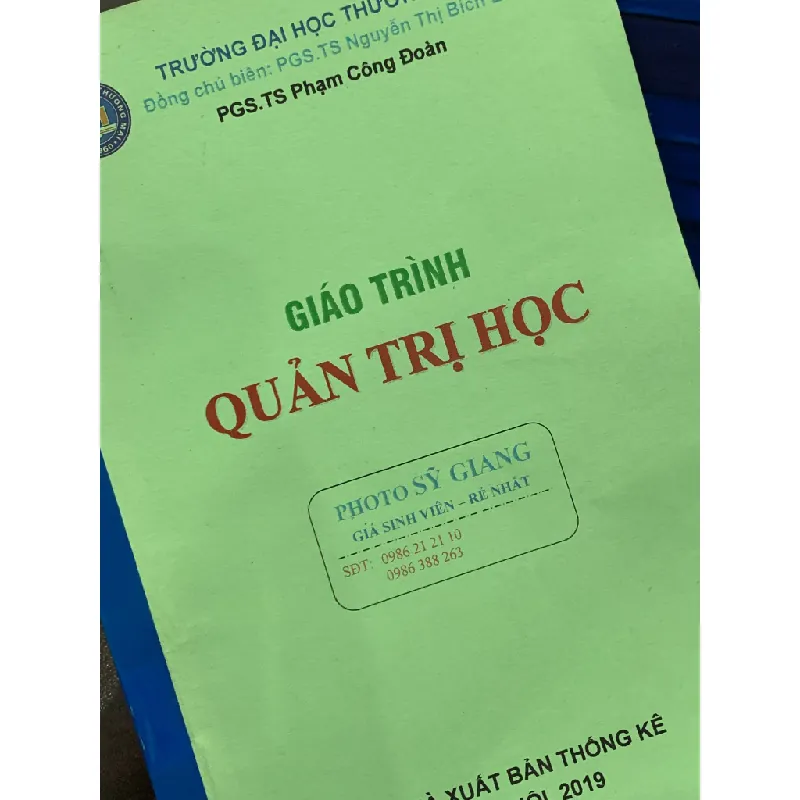 TRƯỜNG ĐẠI HỌC THƯƠNG
Đồng chủ biên: PGS.TS Nguyễn Thị Bích
PGS.TS Phạm Công Đoàn
GIÁO TRÌNH
QUẢN TRỊ HỌC
PHOTO SỸ GIANG
GIÁ SINH VIÊN – RẺ NHẤT
SĐT: 0986 21 21 10
0986 388 263
XUẤT BẢN THỐNG KÊ
2019